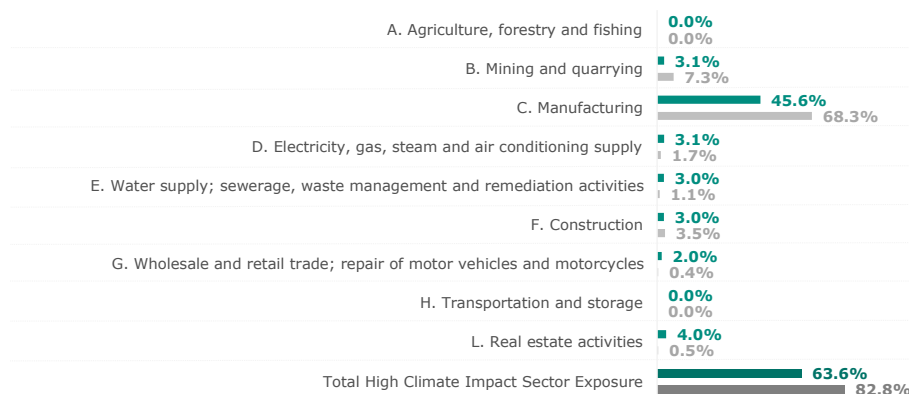 A. Agriculture, forestry and fishing
0.0%
0.0%
B. Mining and quarrying
3.1%
7.3%
C. Manufacturing
45.6%
68.3%
D. Electricity, gas, steam and air conditioning supply
3.1%
1.7%
E. Water supply; sewerage, waste management and remediation activities
3.0%
1.1%
F. Construction
3.0%
3.5%
G. Wholesale and retail trade; repair of motor vehicles and motorcycles
2.0%
0.4%
H. Transportation and storage
0.0%
0.0%
L. Real estate activities
4.0%
0.5%
Total High Climate Impact Sector Exposure
63.6%
82.8%